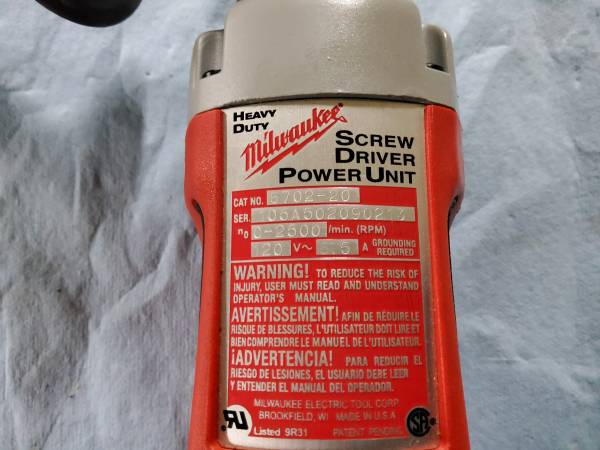 HEAVY
DUTY
Milwaukee
SCREW
DRIVER
POWER UNIT
CAT NO. 6702-20
SER. 105A502090213
n0 0-2500 /min. (RPM)
120 V~ 5 A GROUNDING
REQUIRED
WARNING! TO REDUCE THE RISK OF
INJURY, USER MUST READ AND UNDERSTAND
OPERATOR'S MANUAL.
AVERTISSEMENT! AFIN DE RÉDUIRE LE
RISQUE DE BLESSURES, L'UTILISATEUR DOIT LIRE ET
BIEN COMPRENDRE LE MANUEL DE L'UTILISATEUR.
¡ADVERTENCIA! PARA REDUCIR EL
RIESGO DE LESIONES, EL USUARIO DEBE LEER
Y ENTENDER EL MANUAL DEL OPERADOR.
MILWAUKEE ELECTRIC TOOL CORP.
BROOKFIELD, WI MADE IN U.S.A
Listed 9R31 PATENT PENDING